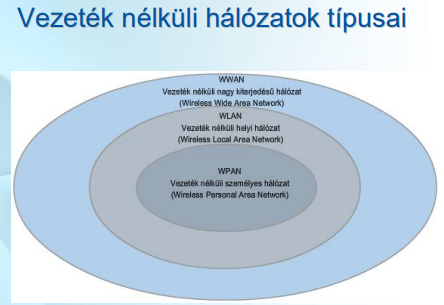 Vezeték nélküli hálózatok típusai
WWAN
Vezeték nélküli nagy kiterjedésű hálózat
(Wireless Wide Area Network)
WLAN
Vezeték nélküli helyi hálózat
(Wireless Local Area Network)
WPAN
Vezeték nélküli személyes hálózat
(Wireless Personal Area Network)